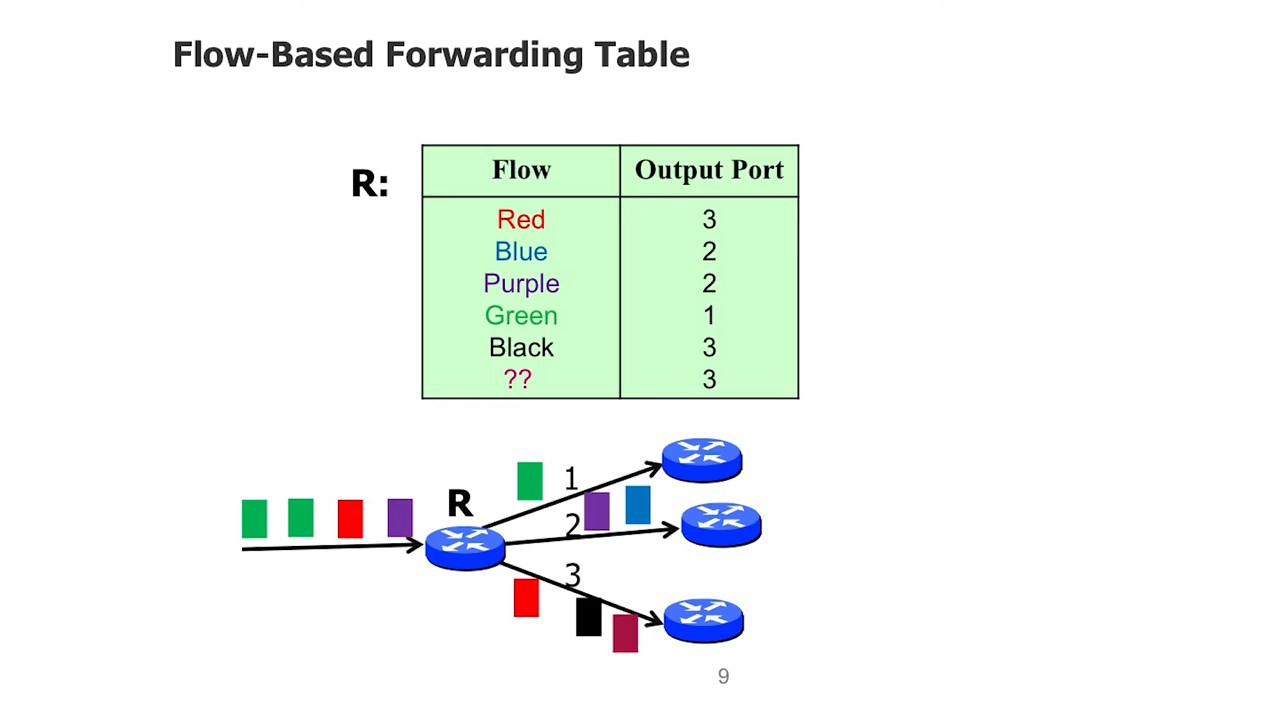 Flow-Based Forwarding Table
R:
Flow Output Port
Red 3
Blue 2
Purple 2
Green 1
Black 3
?? 3
R
1
2
3
9